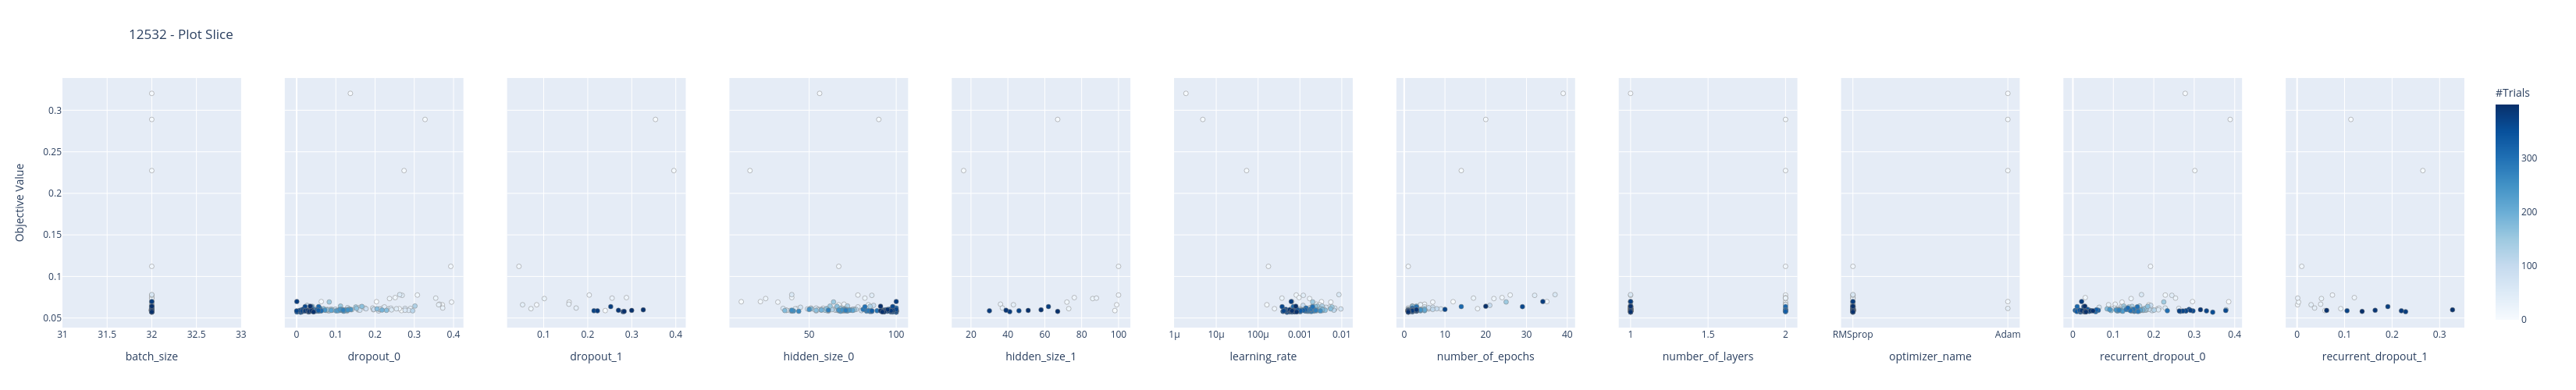 12532 - Plot Slice
#Trials
Objective Value
0.3
0.25
0.2
0.15
0.1
0.05
300
200
100
0
31 31.5 32 32.5 33
0 0.1 0.2 0.3 0.4
0.1 0.2 0.3 0.4
50 100
20 40 60 80 100
1μ 10μ 100μ 0.001 0.01
0 10 20 30 40
1 1.5 2
RMSprop Adam
0 0.1 0.2 0.3 0.4
0 0.1 0.2 0.3
batch_size
dropout_0
dropout_1
hidden_size_0
hidden_size_1
learning_rate
number_of_epochs
number_of_layers
optimizer_name
recurrent_dropout_0
recurrent_dropout_1